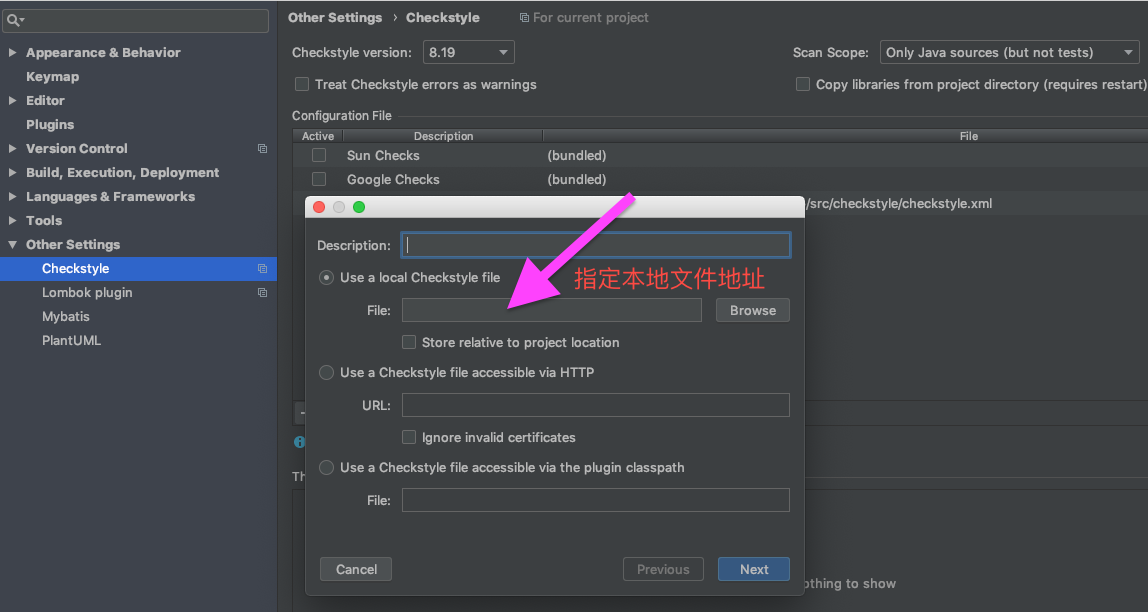 Other Settings › Checkstyle For current project
Appearance & Behavior
Keymap
Editor
Plugins
Version Control
Build, Execution, Deployment
Languages & Frameworks
Tools
Other Settings
Checkstyle
Lombok plugin
Mybatis
PlantUML
Checkstyle version: 8.19 Scan Scope: Only Java sources (but not tests)
Treat Checkstyle errors as warnings Copy libraries from project directory (requires restart)
Configuration File
Active Description File
Sun Checks (bundled)
Google Checks (bundled)
/src/checkstyle/checkstyle.xml
Description:
Use a local Checkstyle file
指定本地文件地址
File: Browse
Store relative to project location
Use a Checkstyle file accessible via HTTP
URL:
Ignore invalid certificates
Use a Checkstyle file accessible via the plugin classpath
File:
Cancel Previous Next
Th
othing to show